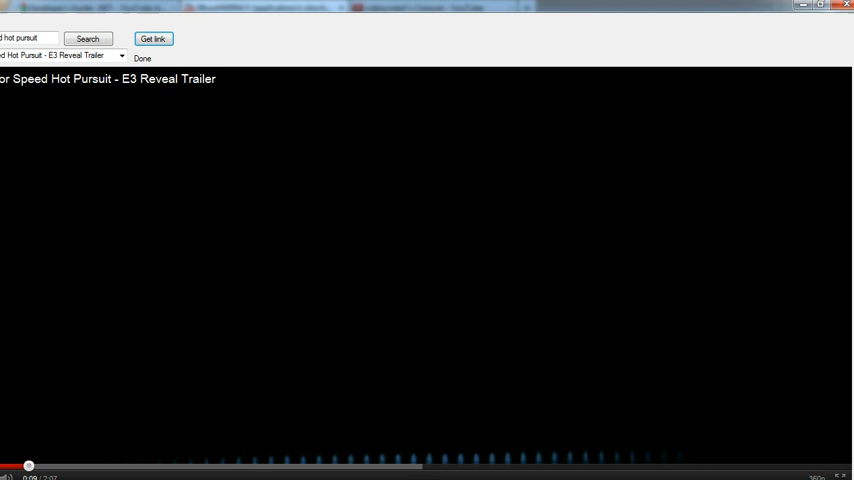 d hot pursuit
Search
Get link
ed Hot Pursuit - E3 Reveal Trailer
Done
or Speed Hot Pursuit - E3 Reveal Trailer
0:09 / 2:07
360p